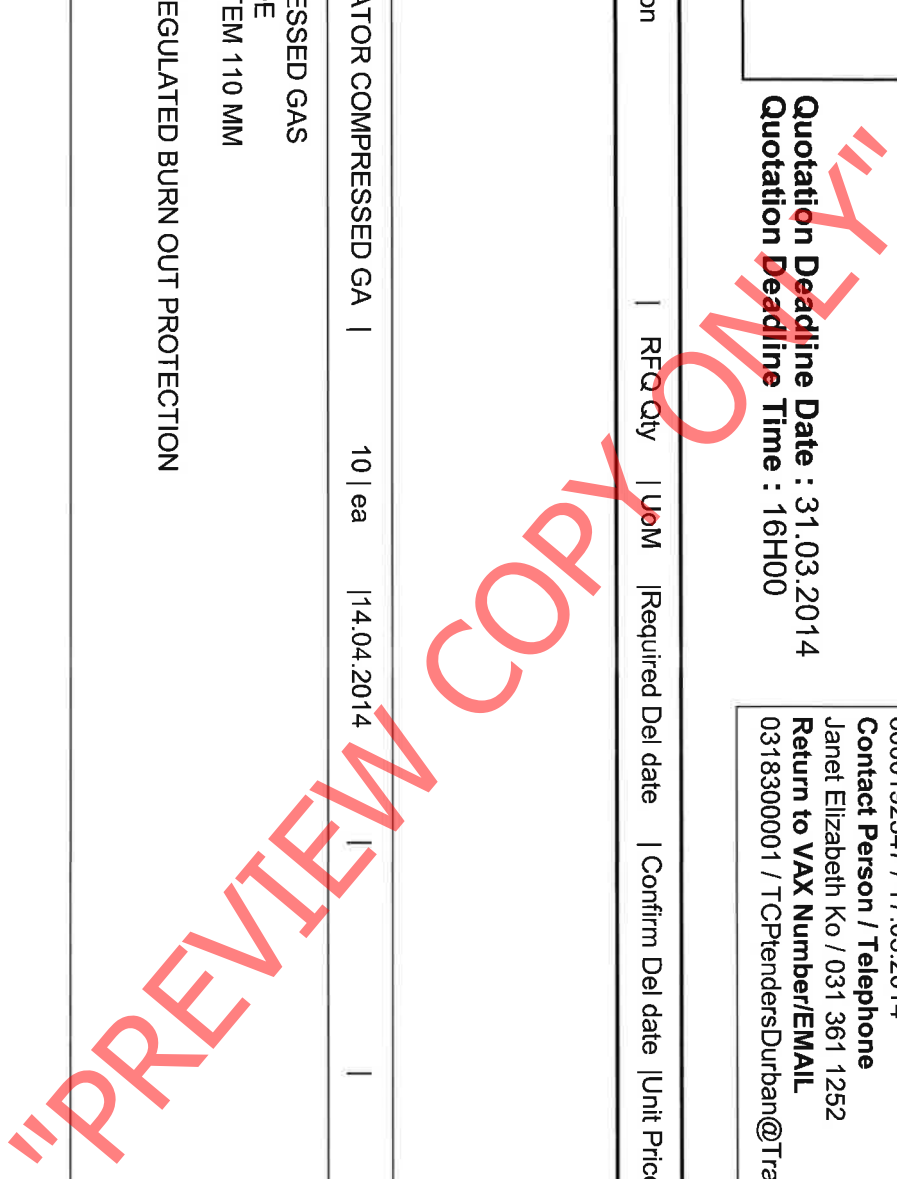 Quotation Deadline Date : 31.03.2014
Quotation Deadline Time : 16H00
Contact Person / Telephone
Janet Elizabeth Ko / 031 361 1252
Return to VAX Number/EMAIL
0318300001 / TCPtendersDurban@Tra
on | RFQ Qty | UoM |Required Del date | Confirm Del date |Unit Price
ATOR COMPRESSED GA | 10 | ea |14.04.2014 | |
ESSED GAS
PE
TEM 110 MM
EGULATED BURN OUT PROTECTION
"PREVIEW COPY ONLY"